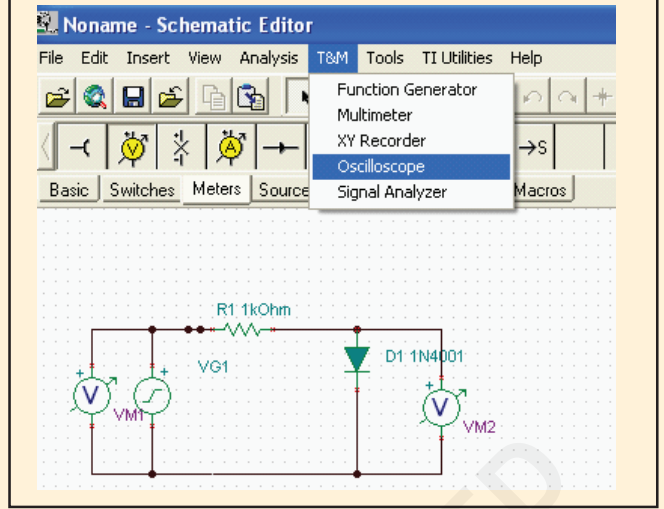 Noname - Schematic Editor
File Edit Insert View Analysis T&M Tools TI Utilities Help
Function Generator
Multimeter
XY Recorder
Oscilloscope
Signal Analyzer
V A →S
Basic Switches Meters Macros
R1 1kOhm
VG1
D1 1N4001
V VM1
V VM2